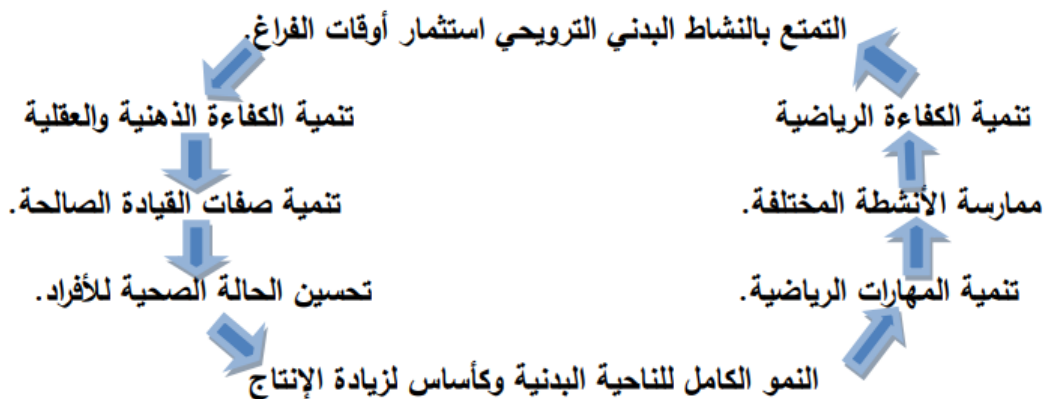 التمتع بالنشاط البدني الترويحي استثمار أوقات الفراغ.
تنمية الكفاءة الرياضية
تنمية الكفاءة الذهنية والعقلية
ممارسة الأنشطة المختلفة.
تنمية صفات القيادة الصالحة.
تنمية المهارات الرياضية.
تحسين الحالة الصحية للأفراد.
النمو الكامل للناحية البدنية وكأساس لزيادة الإنتاج